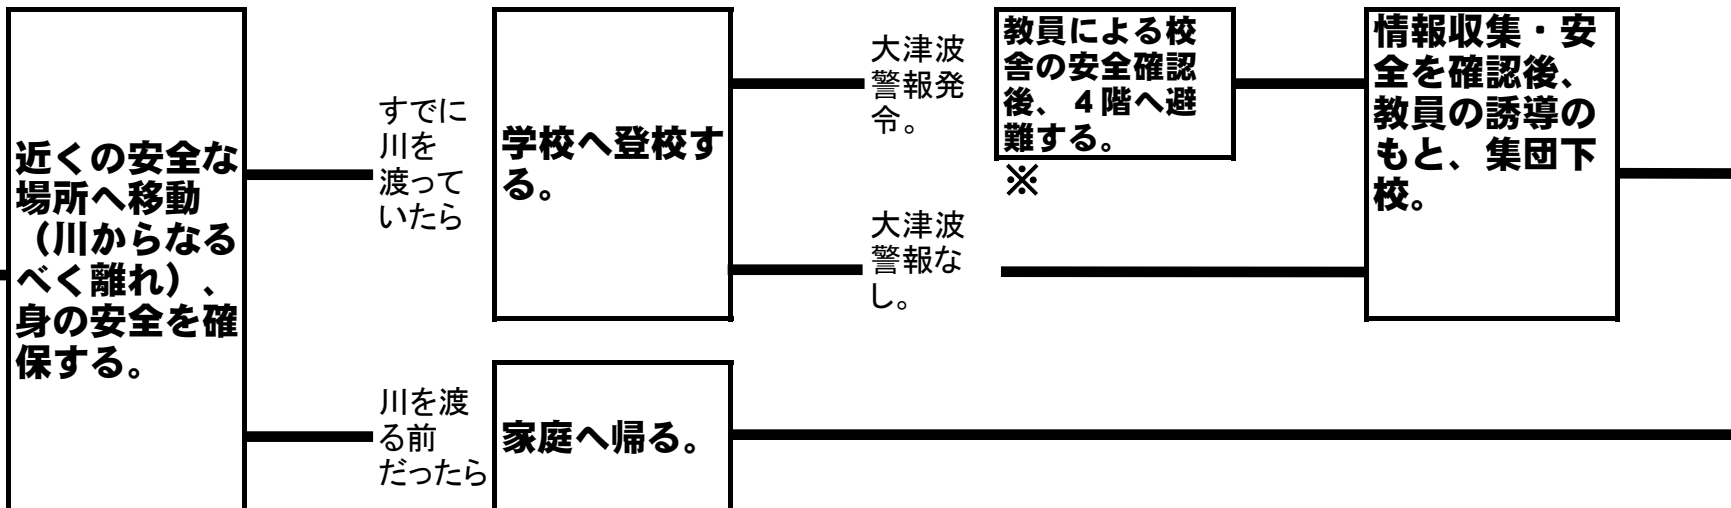 近くの安全な
場所へ移動
（川からなる
べく離れ）、
身の安全を確
保する。
すでに
川を
渡って
いたら
学校へ登校す
る。
大津波
警報発
令。
教員による校
舎の安全確認
後、４階へ避
難する。
※
大津波
警報な
し。
情報収集・安
全を確認後、
教員の誘導の
もと、集団下
校。
川を渡
る前
だったら
家庭へ帰る。